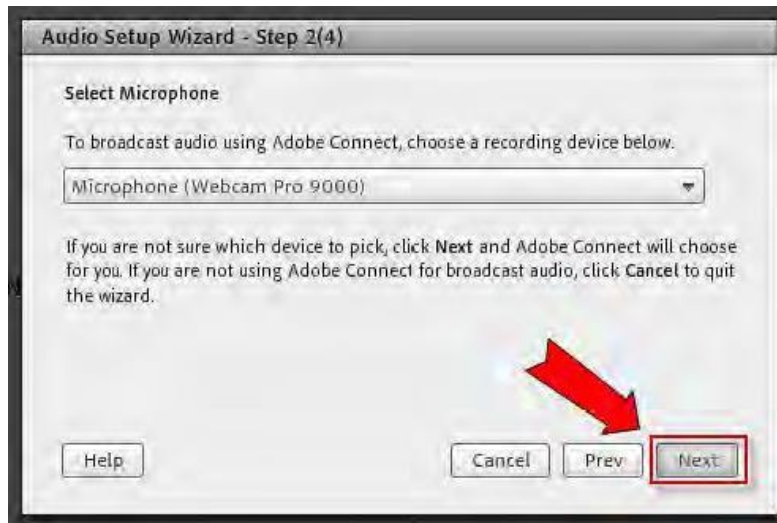 Audio Setup Wizard - Step 2(4)
Select Microphone
To broadcast audio using Adobe Connect, choose a recording device below.
Microphone (Webcam Pro 9000)
If you are not sure which device to pick, click Next and Adobe Connect will choose
for you. If you are not using Adobe Connect for broadcast audio, click Cancel to quit
the wizard.
Help Cancel Prev Next